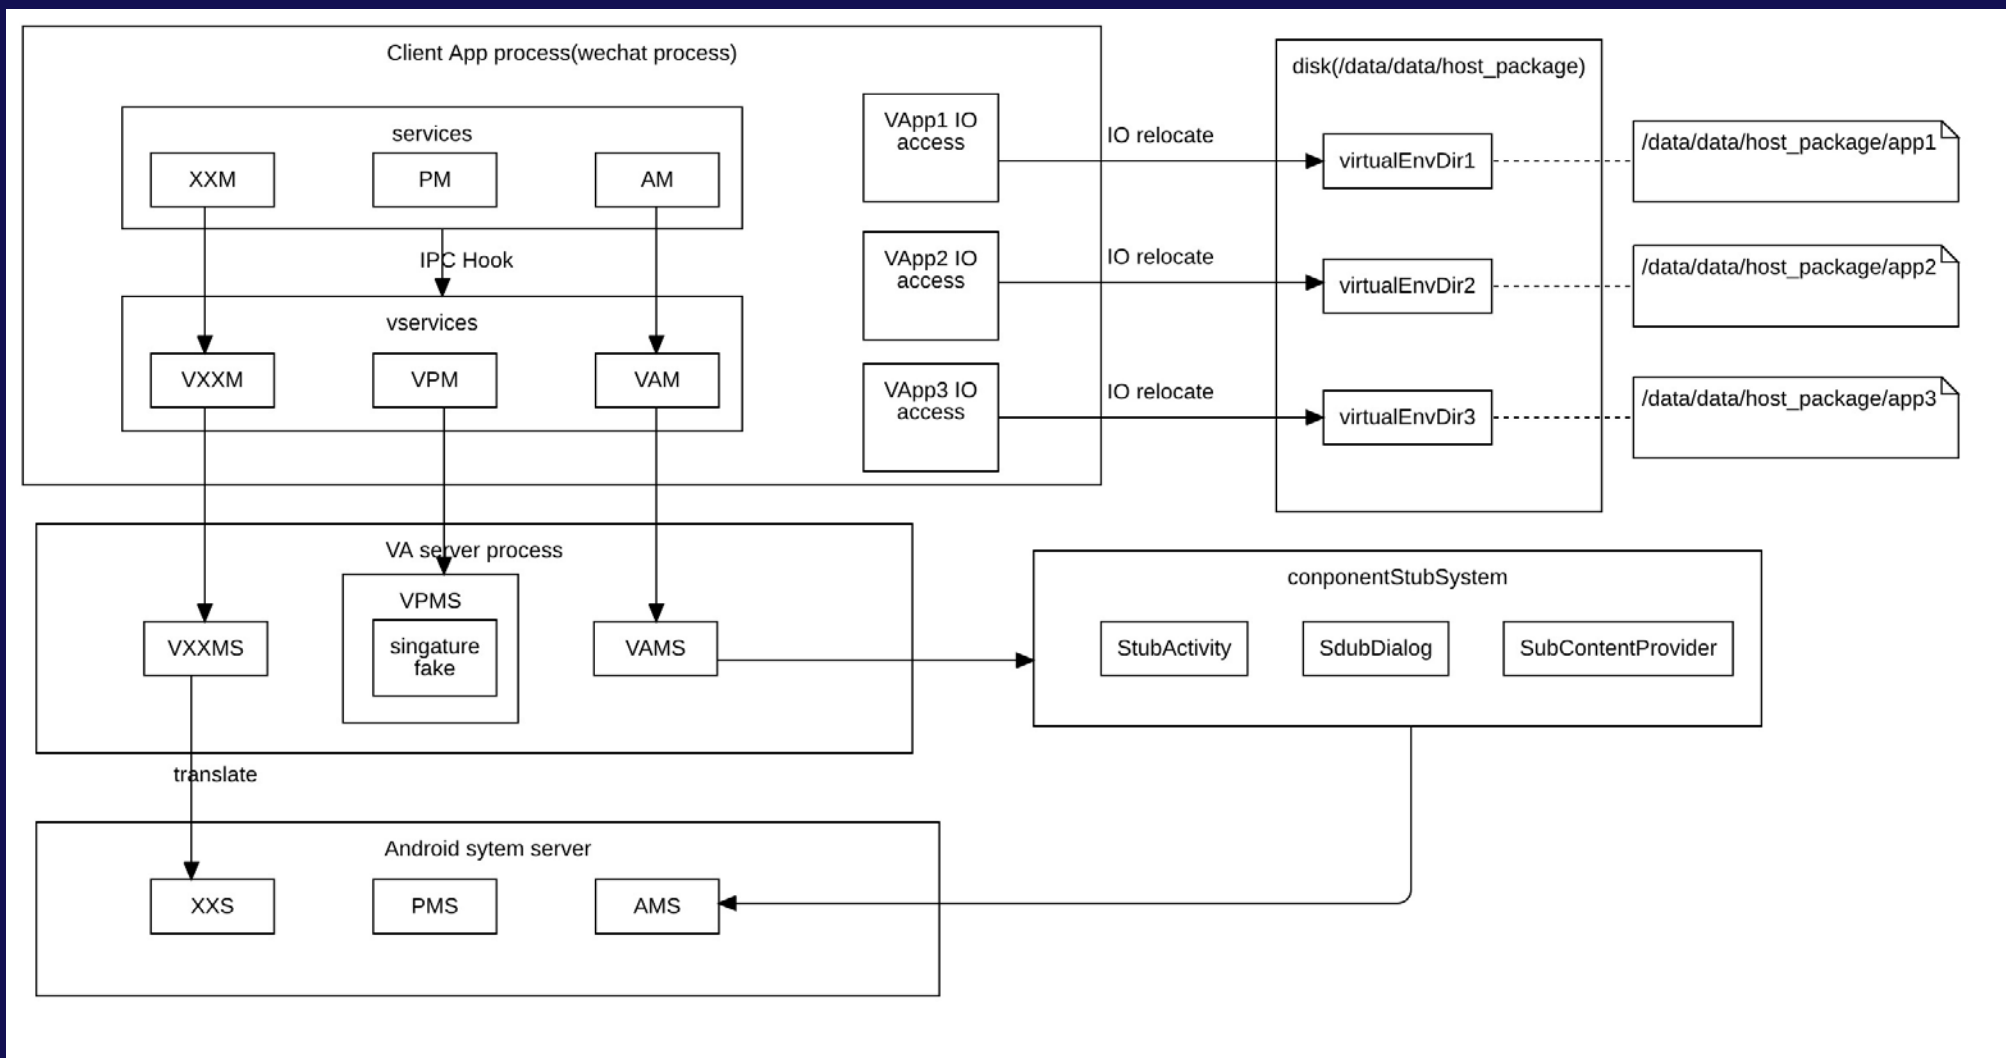 Client App process(wechat process)
services
XXM
PM
AM
IPC Hook
vservices
VXXM
VPM
VAM
VApp1 IO
access
VApp2 IO
access
VApp3 IO
access
IO relocate
IO relocate
IO relocate
disk(/data/data/host_package)
virtualEnvDir1
virtualEnvDir2
virtualEnvDir3
/data/data/host_package/app1
/data/data/host_package/app2
/data/data/host_package/app3
VA server process
VXXMS
VPMS
singature
fake
VAMS
conponentStubSystem
StubActivity
SdubDialog
SubContentProvider
translate
Android sytem server
XXS
PMS
AMS